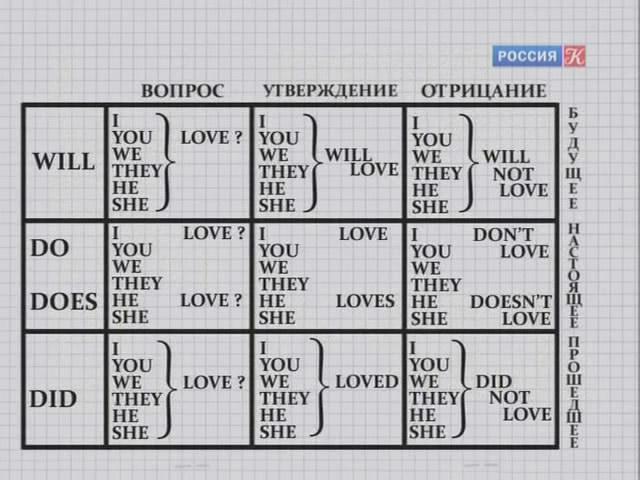 РОССИЯ К
ВОПРОС УТВЕРЖДЕНИЕ ОТРИЦАНИЕ
WILL
I
YOU
WE
THEY
HE
SHE
LOVE ?
I
YOU
WE
THEY
HE
SHE
WILL
LOVE
I
YOU
WE
THEY
HE
SHE
WILL
NOT
LOVE
БУДУЩЕЕ
DO
DOES
I LOVE ?
YOU
WE
THEY
HE LOVE ?
SHE
I LOVE
YOU
WE
THEY
HE LOVES
SHE
I DON'T
YOU LOVE
WE
THEY
HE DOESN'T
SHE LOVE
НАСТОЯЩЕЕ
DID
I
YOU
WE
THEY
HE
SHE
LOVE ?
I
YOU
WE
THEY
HE
SHE
LOVED
I
YOU
WE
THEY
HE
SHE
DID
NOT
LOVE
ПРОШЕДШЕЕ